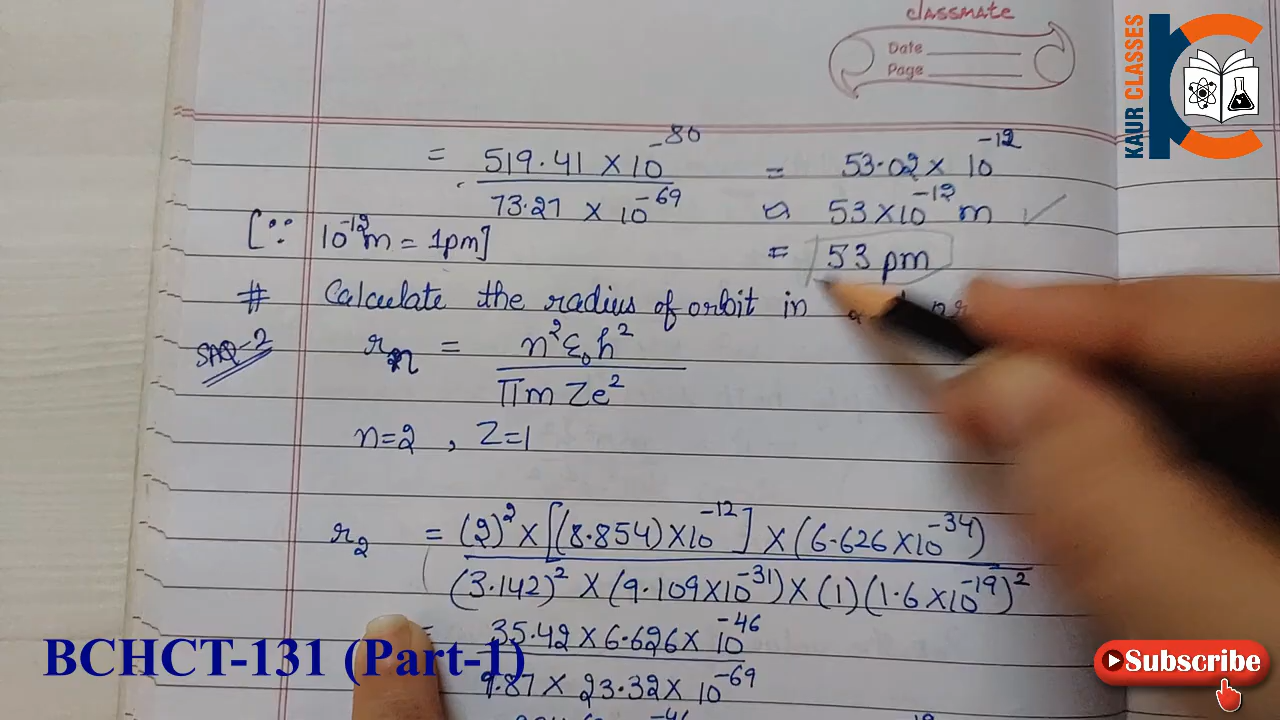 classmate
Date
Page
KAUR CLASSES
= 519.41 × 10⁻⁸⁰ / 73.27 × 10⁻⁶⁹ = 53.02 × 10⁻¹²
≈ 53 × 10⁻¹² m ✓
[∵ 10⁻¹² m = 1pm] = 53 pm
# Calculate the radius of orbit in
SAQ-2 rₙ = n²ε₀h² / πm Ze²
n=2 , Z=1
r₂ = (2)² × [(8.854) × 10⁻¹²] × (6.626 × 10⁻³⁴) / (3.142)² × (9.109 × 10⁻³¹) × (1) (1.6 × 10⁻¹⁹)²
= 35.42 × 6.626 × 10⁻⁴⁶ / 9.87 × 23.32 × 10⁻⁶⁹
BCHCT-131 (Part-1)
Subscribe